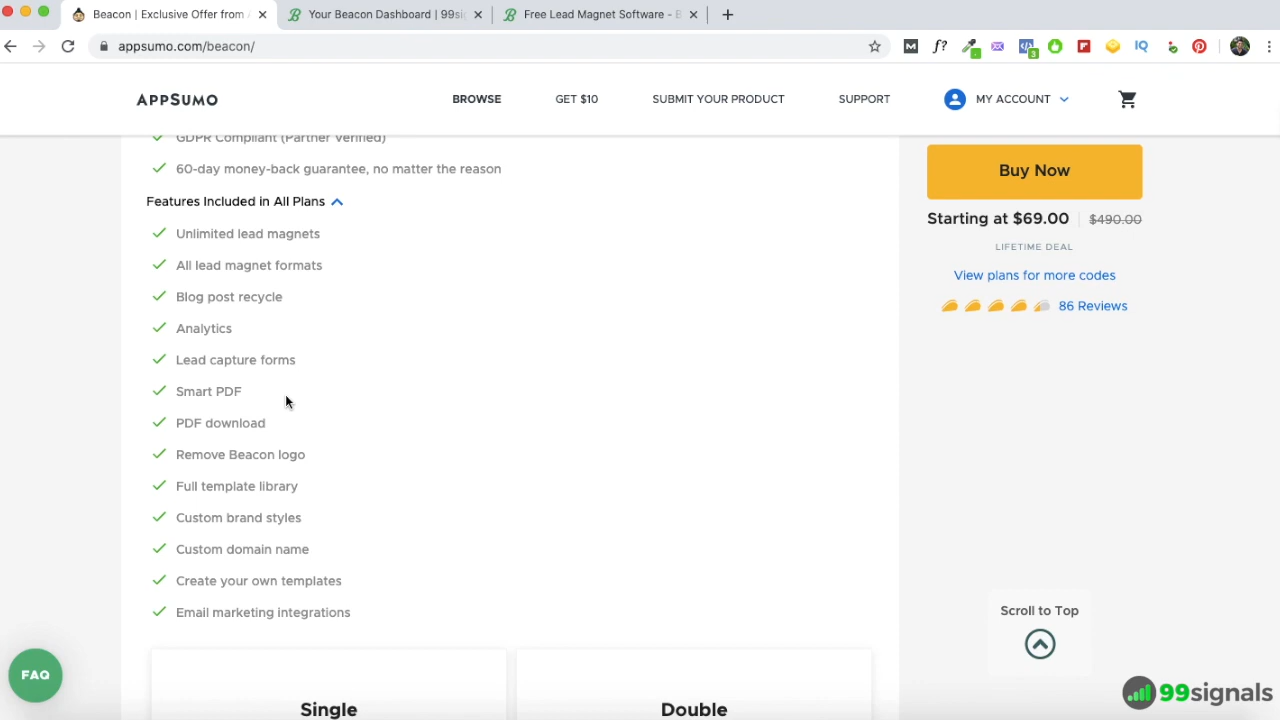 Beacon | Exclusive Offer from
Your Beacon Dashboard | 99si
Free Lead Magnet Software - B
appsumo.com/beacon/
M
f?
3
IQ
APPSUMO
BROWSE
GET $10
SUBMIT YOUR PRODUCT
SUPPORT
MY ACCOUNT
GDPR Compliant (Partner Verified)
60-day money-back guarantee, no matter the reason
Features Included in All Plans
Unlimited lead magnets
All lead magnet formats
Blog post recycle
Analytics
Lead capture forms
Smart PDF
PDF download
Remove Beacon logo
Full template library
Custom brand styles
Custom domain name
Create your own templates
Email marketing integrations
Single
Double
Buy Now
Starting at $69.00 $490.00
LIFETIME DEAL
View plans for more codes
86 Reviews
Scroll to Top
FAQ
99signals